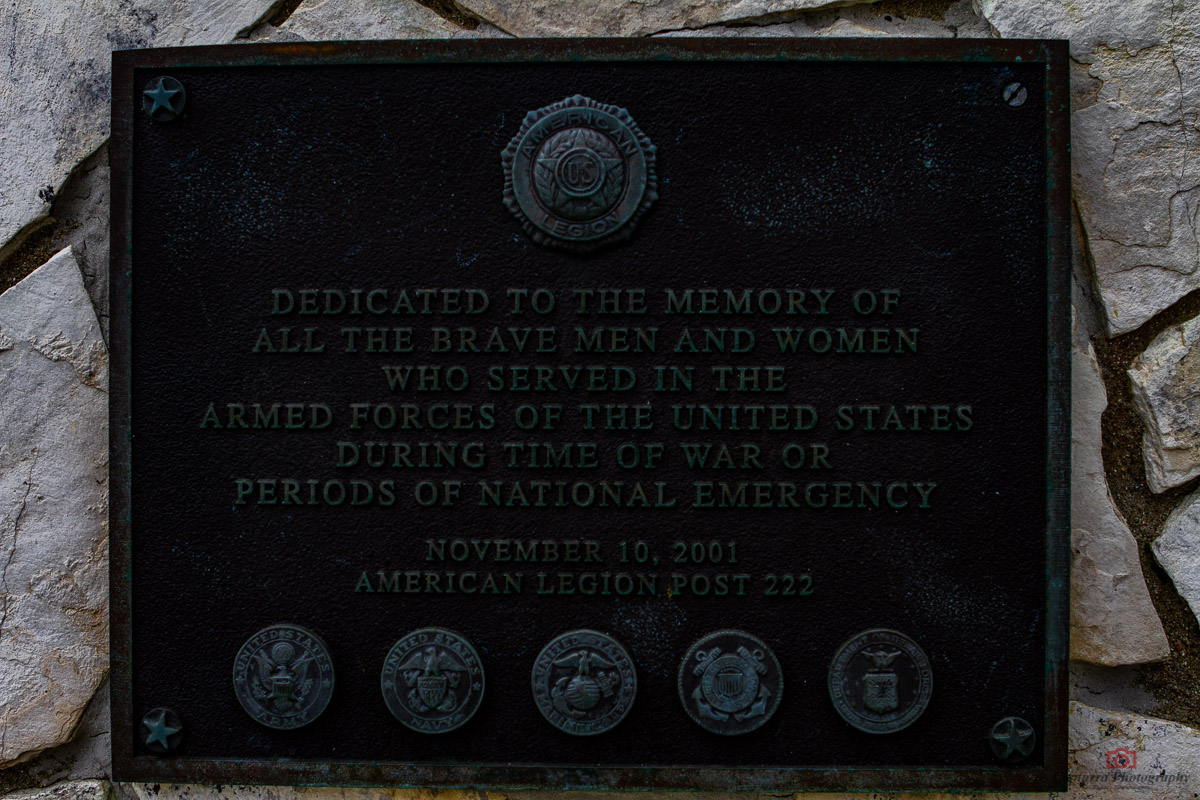 AMERICAN
US
LEGION
DEDICATED TO THE MEMORY OF
ALL THE BRAVE MEN AND WOMEN
WHO SERVED IN THE
ARMED FORCES OF THE UNITED STATES
DURING TIME OF WAR OR
PERIODS OF NATIONAL EMERGENCY
NOVEMBER 10, 2001
AMERICAN LEGION POST 222
UNITED STATES
ARMY
UNITED STATES
NAVY
UNITED STATES
Photography